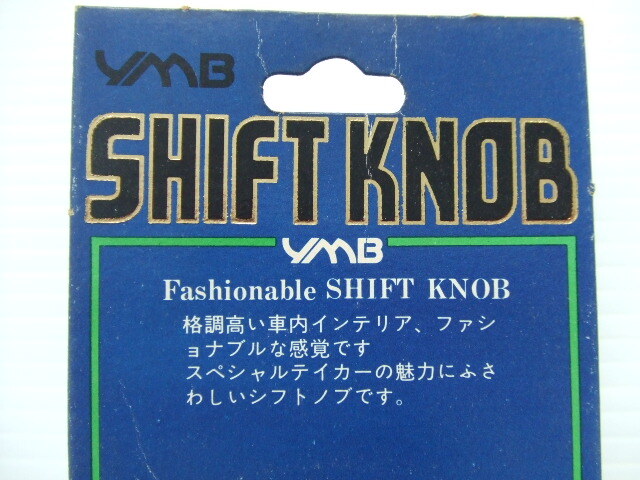 YMB
SHIFT KNOB
YMB
Fashionable SHIFT KNOB
格調高い車内インテリア、ファシ
ョナブルな感覚です
スペシャルテイカーの魅力にふさ
わしいシフトノブです。